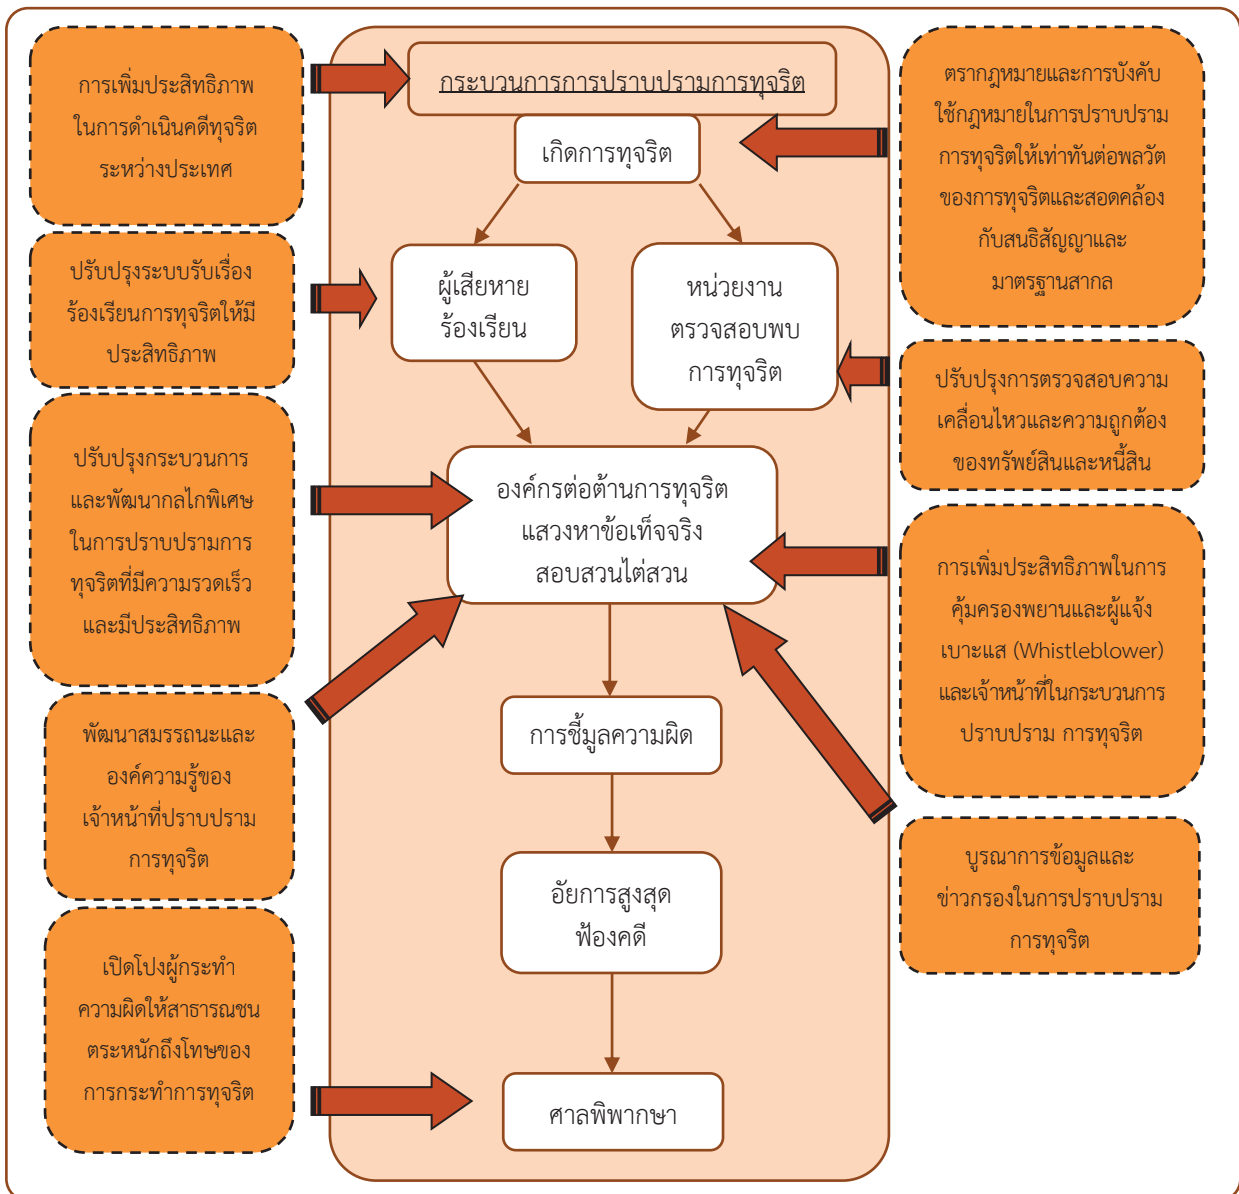 กระบวนการการปราบปรามการทุจริต
เกิดการทุจริต
ผู้เสียหาย
ร้องเรียน
หน่วยงาน
ตรวจสอบพบ
การทุจริต
องค์กรต่อต้านการทุจริต
แสวงหาข้อเท็จจริง
สอบสวนไต่สวน
การชี้มูลความผิด
อัยการสูงสุด
ฟ้องคดี
ศาลพิพากษา
การเพิ่มประสิทธิภาพ
ในการดำเนินคดีทุจริต
ระหว่างประเทศ
ปรับปรุงระบบรับเรื่อง
ร้องเรียนการทุจริตให้มี
ประสิทธิภาพ
ปรับปรุงกระบวนการ
และพัฒนากลไกพิเศษ
ในการปราบปรามการ
ทุจริตที่มีความรวดเร็ว
และมีประสิทธิภาพ
พัฒนาสมรรถนะและ
องค์ความรู้ของ
เจ้าหน้าที่ปราบปราม
การทุจริต
เปิดโปงผู้กระทำ
ความผิดให้สาธารณชน
ตระหนักถึงโทษของ
การกระทำการทุจริต
ตรากฎหมายและการบังคับ
ใช้กฎหมายในการปราบปราม
การทุจริตให้เท่าทันต่อพลวัต
ของการทุจริตและสอดคล้อง
กับสนธิสัญญาและ
มาตรฐานสากล
ปรับปรุงการตรวจสอบความ
เคลื่อนไหวและความถูกต้อง
ของทรัพย์สินและหนี้สิน
การเพิ่มประสิทธิภาพในการ
คุ้มครองพยานและผู้แจ้ง
เบาะแส (Whistleblower)
และเจ้าหน้าที่ในกระบวนการ
ปราบปราม การทุจริต
บูรณาการข้อมูลและ
ข่าวกรองในการปราบปราม
การทุจริต